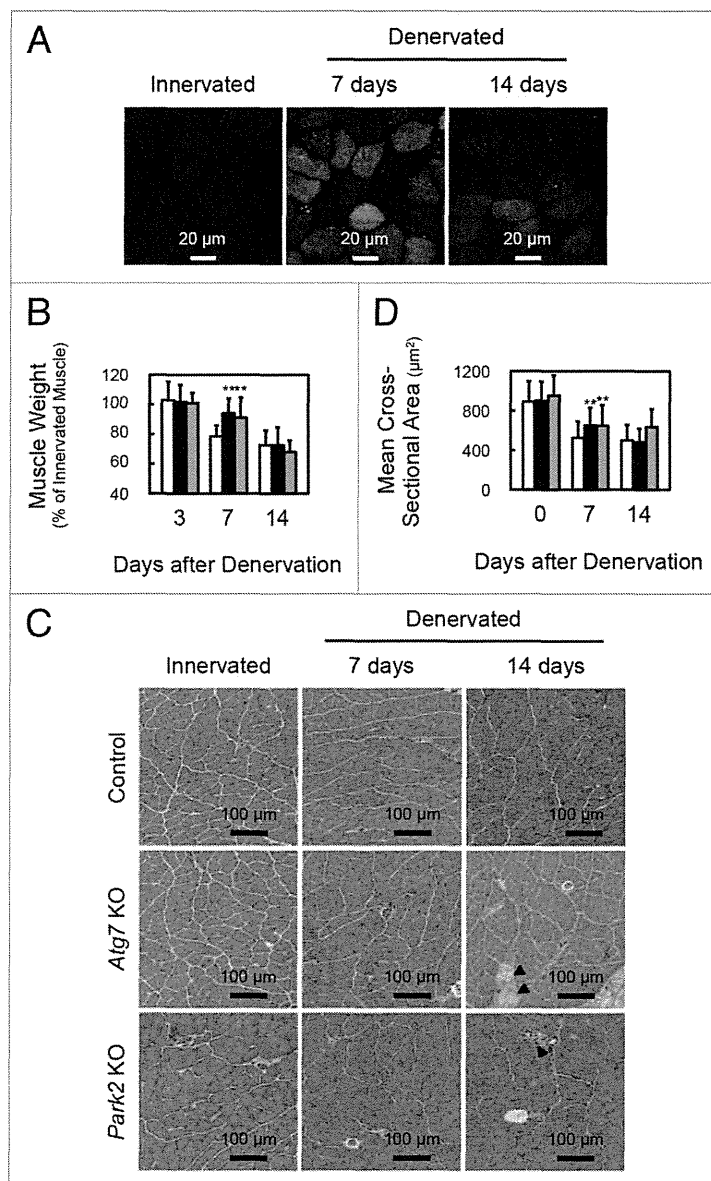 A
Denervated
Innervated 7 days 14 days
20 µm 20 µm 20 µm
B
Muscle Weight
(% of Innervated Muscle)
120
100
80
60
40
**** 
3 7 14
Days after Denervation
D
Mean Cross-
Sectional Area (µm²)
1200
800
400
0
** **
0 7 14
Days after Denervation
C
Denervated
Innervated 7 days 14 days
Control
100 µm 100 µm 100 µm
Atg7 KO
100 µm 100 µm 100 µm
Park2 KO
100 µm 100 µm 100 µm